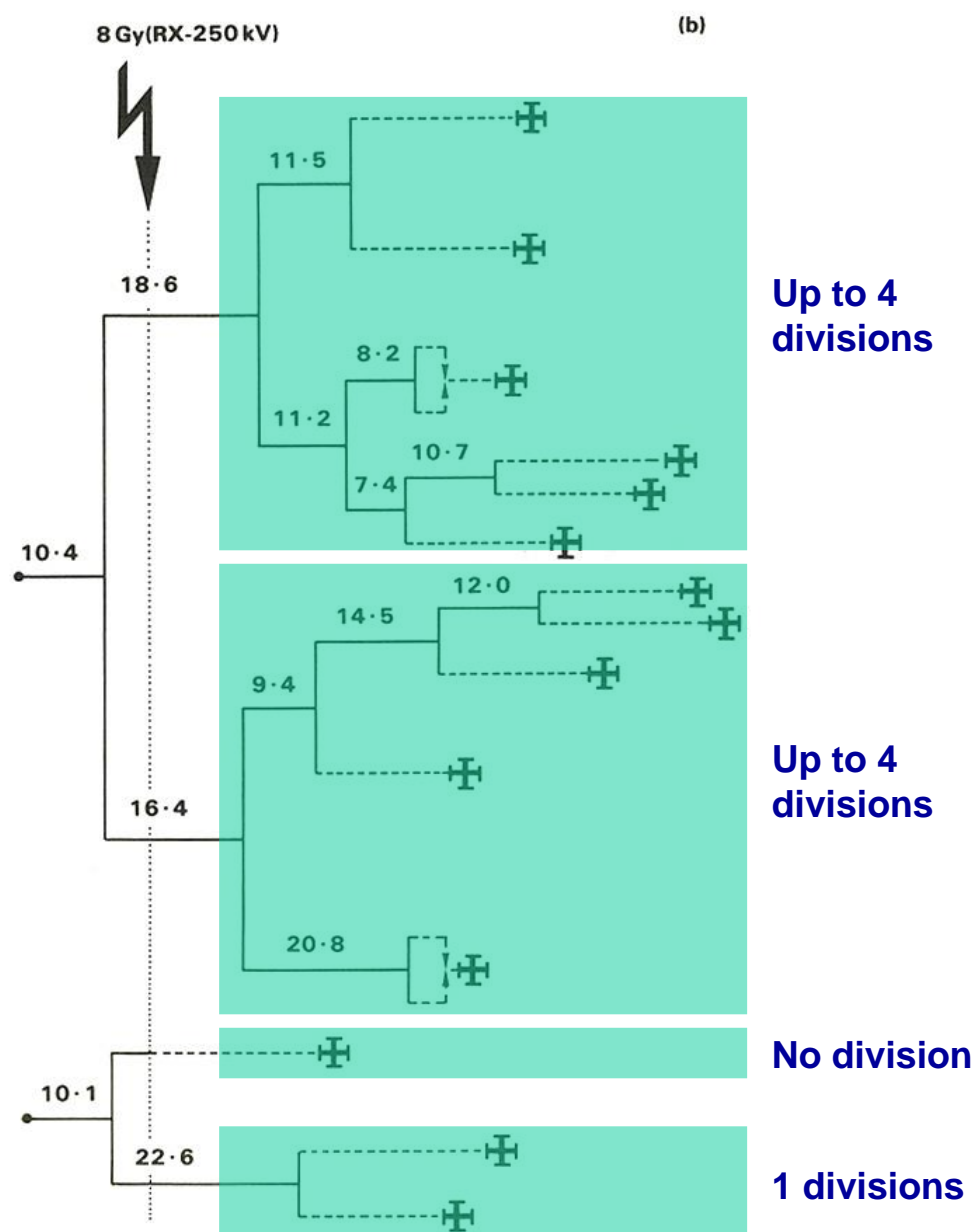 8 Gy(RX-250 kV)
(b)
11·5
18·6
Up to 4
divisions
8·2
11·2
10·7
7·4
10·4
12·0
14·5
9·4
Up to 4
divisions
16·4
20·8
No division
10·1
22·6
1 divisions